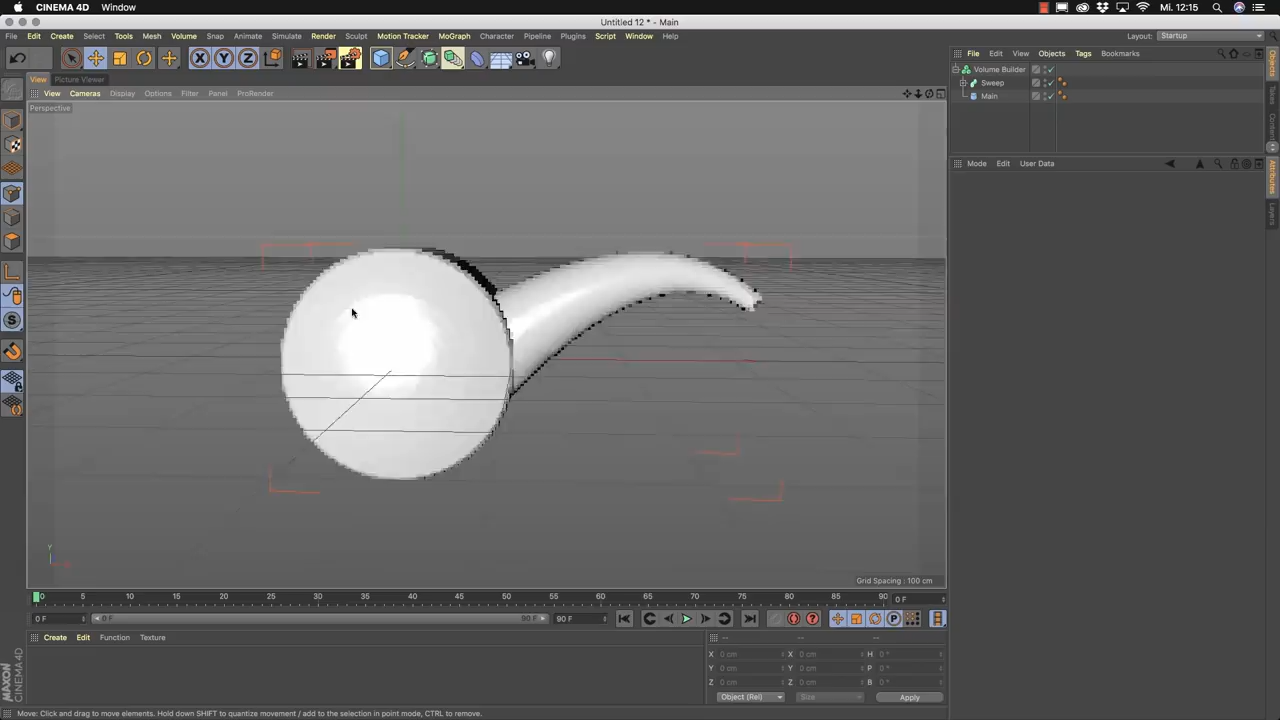 CINEMA 4D Window Mi. 12:15
Untitled 12 * - Main
File Edit Create Select Tools Mesh Volume Snap Animate Simulate Render Sculpt Motion Tracker MoGraph Character Pipeline Plugins Script Window Help Layout: Startup
X Y Z File Edit View Objects Tags Bookmarks
View Picture Viewer Volume Builder
Sweep
Main
View Cameras Display Options Filter Panel ProRender
Perspective
Mode Edit User Data
Objects
Takes
Attributes
Layers
S
Y
Grid Spacing : 100 cm
0 5 10 15 20 25 30 35 40 45 50 55 60 65 70 75 80 85 90 0 F
0 F 0 F 90 F 90 F
Create Edit Function Texture -- -- --
X 0 cm X 0 cm H 0 °
Y 0 cm Y 0 cm P 0 °
Z 0 cm Z 0 cm B 0 °
Object (Rel) Size Apply
MAXON
CINEMA 4D
Move: Click and drag to move elements. Hold down SHIFT to quantize movement / add to the selection in point mode, CTRL to remove.